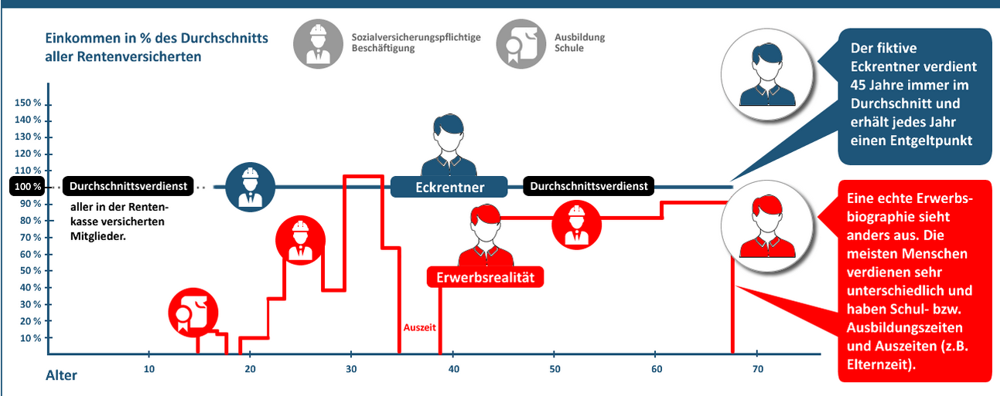 Einkommen in % des Durchschnitts
aller Rentenversicherten
Sozialversicherungspflichtige
Beschäftigung
Ausbildung
Schule
Der fiktive
Eckrentner verdient
45 Jahre immer im
Durchschnitt und
erhält jedes Jahr
einen Entgeltpunkt
150 %
140 %
130 %
120 %
110 %
100 %
90 %
80 %
70 %
60 %
50 %
40 %
30 %
20 %
10 %
Durchschnittsverdienst
aller in der Renten-
kasse versicherten
Mitglieder.
Eckrentner
Durchschnittsverdienst
Erwerbsrealität
Auszeit
Eine echte Erwerbs-
biographie sieht
anders aus. Die
meisten Menschen
verdienen sehr
unterschiedlich und
haben Schul- bzw.
Ausbildungszeiten
und Auszeiten (z.B.
Elternzeit).
Alter
10
20
30
40
50
60
70